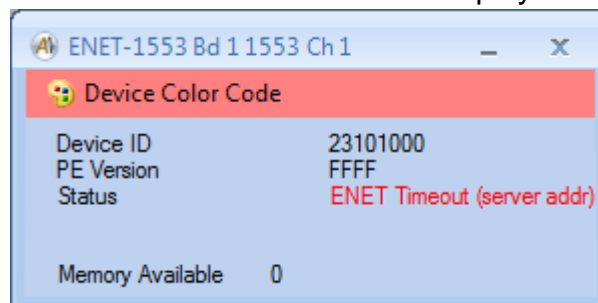 ENET-1553 Bd 1 1553 Ch 1
Device Color Code
Device ID 23101000
PE Version FFFF
Status ENET Timeout (server addr)
Memory Available 0